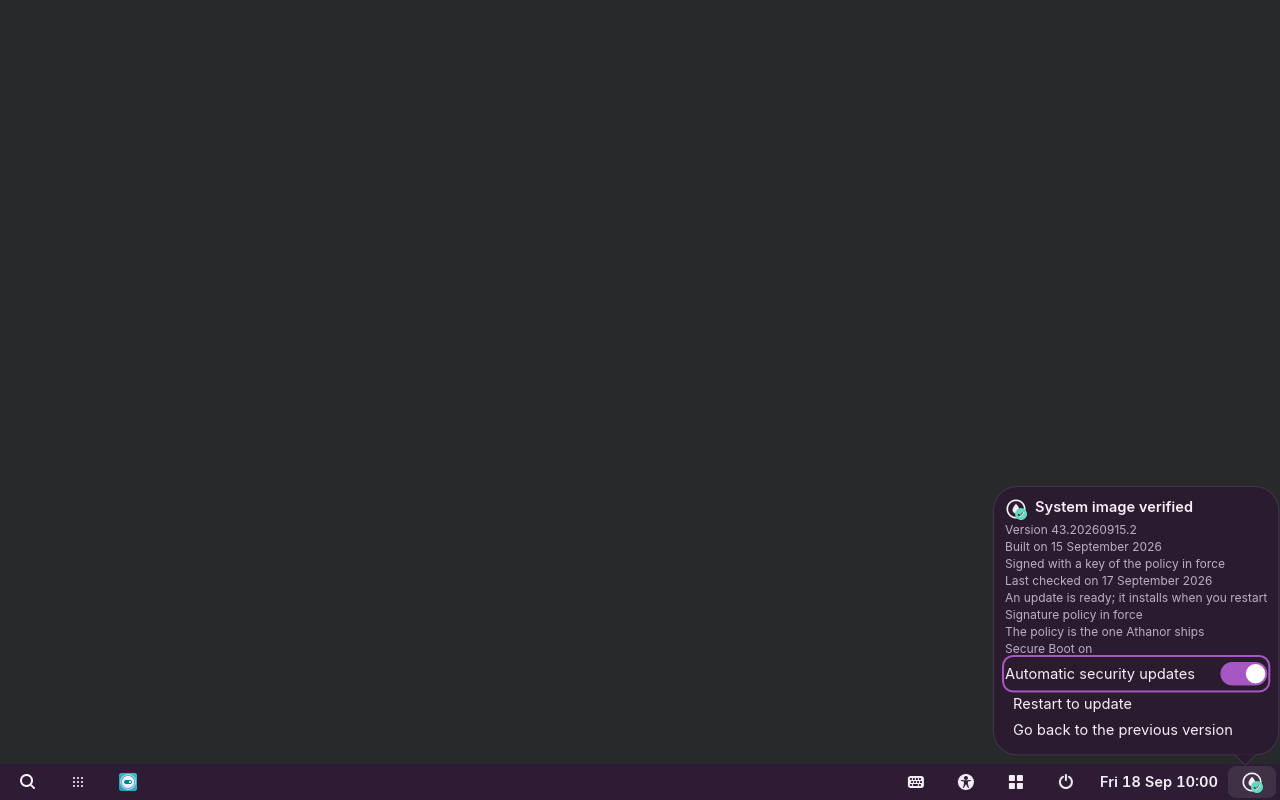 System image verified
Version 43.20260915.2
Built on 15 September 2026
Signed with a key of the policy in force
Last checked on 17 September 2026
An update is ready; it installs when you restart
Signature policy in force
The policy is the one Athanor ships
Secure Boot on
Automatic security updates
Restart to update
Go back to the previous version
Fri 18 Sep 10:00